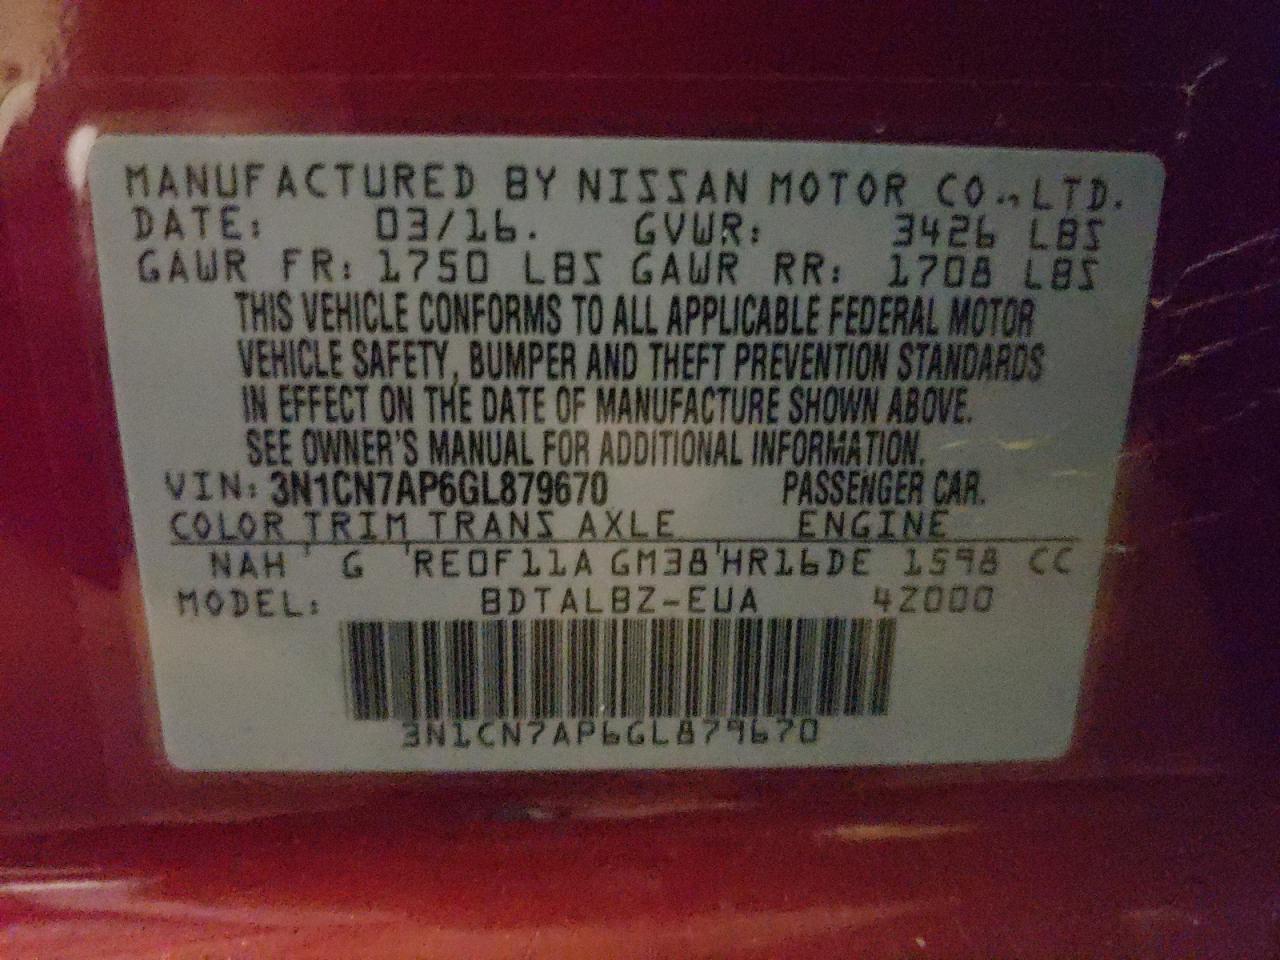 MANUFACTURED BY NISSAN MOTOR CO., LTD.
DATE: 03/16. GVWR: 3426 LBS
GAWR FR: 1750 LBS GAWR RR: 1708 LBS
THIS VEHICLE CONFORMS TO ALL APPLICABLE FEDERAL MOTOR
VEHICLE SAFETY, BUMPER AND THEFT PREVENTION STANDARDS
IN EFFECT ON THE DATE OF MANUFACTURE SHOWN ABOVE.
SEE OWNER'S MANUAL FOR ADDITIONAL INFORMATION.
VIN: 3N1CN7AP6GL879670 PASSENGER CAR.
COLOR TRIM TRANS AXLE ENGINE
NAH ' G 'RE0F11A GM38'HR16DE 1598 CC
MODEL: BDTALBZ-EUA 4Z000
3N1CN7AP6GL879670